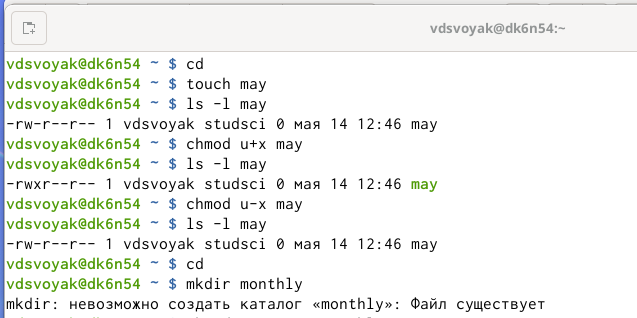 vdsvoyak@dk6n54:~
vdsvoyak@dk6n54 ~ $ cd
vdsvoyak@dk6n54 ~ $ touch may
vdsvoyak@dk6n54 ~ $ ls -l may
-rw-r--r-- 1 vdsvoyak studsci 0 мая 14 12:46 may
vdsvoyak@dk6n54 ~ $ chmod u+x may
vdsvoyak@dk6n54 ~ $ ls -l may
-rwxr--r-- 1 vdsvoyak studsci 0 мая 14 12:46 may
vdsvoyak@dk6n54 ~ $ chmod u-x may
vdsvoyak@dk6n54 ~ $ ls -l may
-rw-r--r-- 1 vdsvoyak studsci 0 мая 14 12:46 may
vdsvoyak@dk6n54 ~ $ cd
vdsvoyak@dk6n54 ~ $ mkdir monthly
mkdir: невозможно создать каталог «monthly»: Файл существует